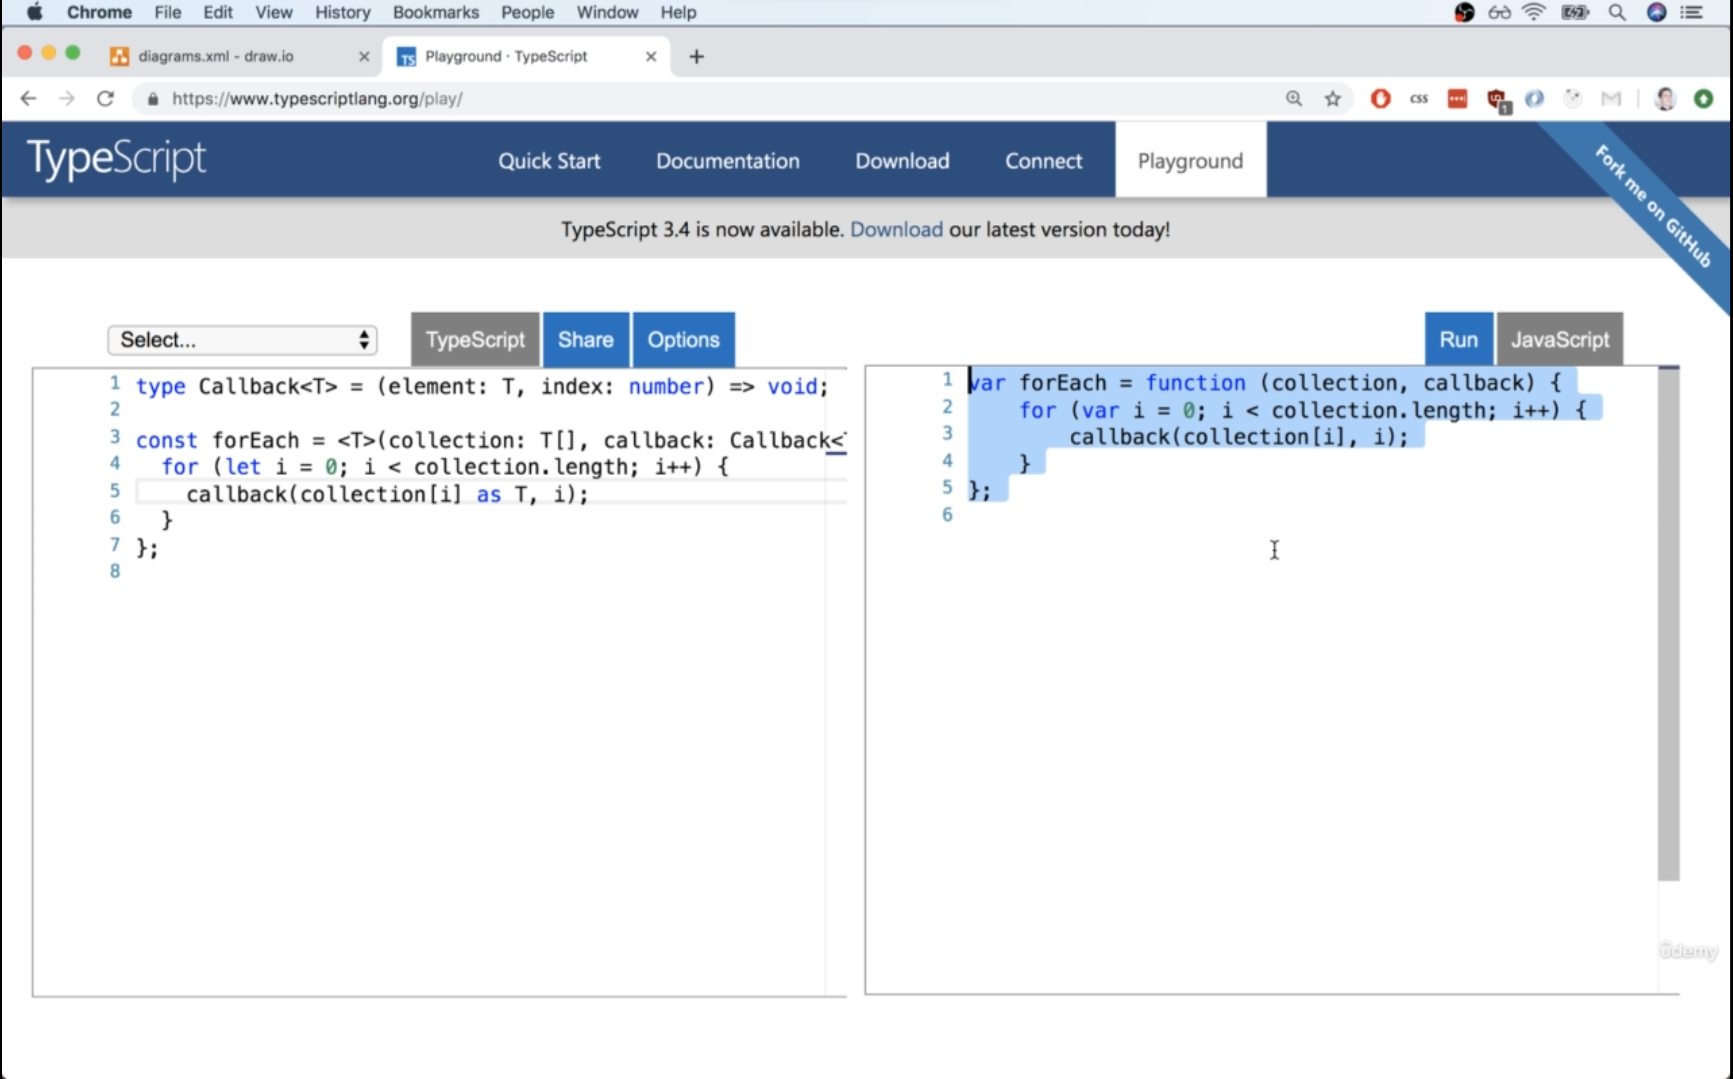 Chrome File Edit View History Bookmarks People Window Help
diagrams.xml - draw.io
TS Playground · TypeScript
https://www.typescriptlang.org/play/
CSS
1
TypeScript
Quick Start Documentation Download Connect Playground
Fork me on GitHub
TypeScript 3.4 is now available. Download our latest version today!
Select...
TypeScript Share Options
1 type Callback<T> = (element: T, index: number) => void;
2
3 const forEach = <T>(collection: T[], callback: Callback<
4 for (let i = 0; i < collection.length; i++) {
5 callback(collection[i] as T, i);
6 }
7 };
8
Run JavaScript
1 var forEach = function (collection, callback) {
2 for (var i = 0; i < collection.length; i++) {
3 callback(collection[i], i);
4 }
5 };
6
ûdemy